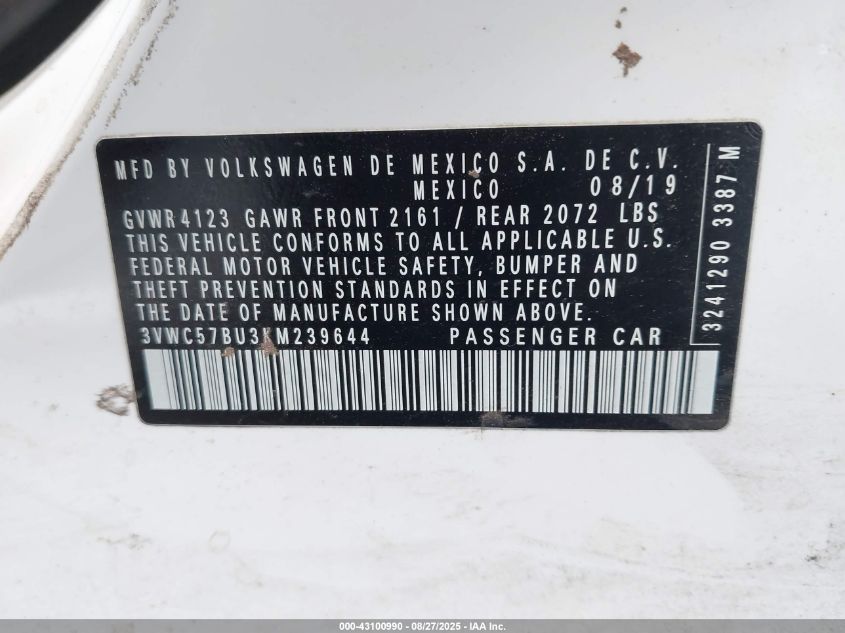 MFD BY VOLKSWAGEN DE MEXICO S.A. DE C.V.
MEXICO 08/19
GVWR 4123 GAWR FRONT 2161 / REAR 2072 LBS
THIS VEHICLE CONFORMS TO ALL APPLICABLE U.S.
FEDERAL MOTOR VEHICLE SAFETY, BUMPER AND
THEFT PREVENTION STANDARDS IN EFFECT ON
THE DATE OF MANUFACTURE SHOWN ABOVE.
3VWC57BU3KM239644 PASSENGER CAR
3241290 3387 M
000-43100990 - 08/27/2025 - IAA Inc.